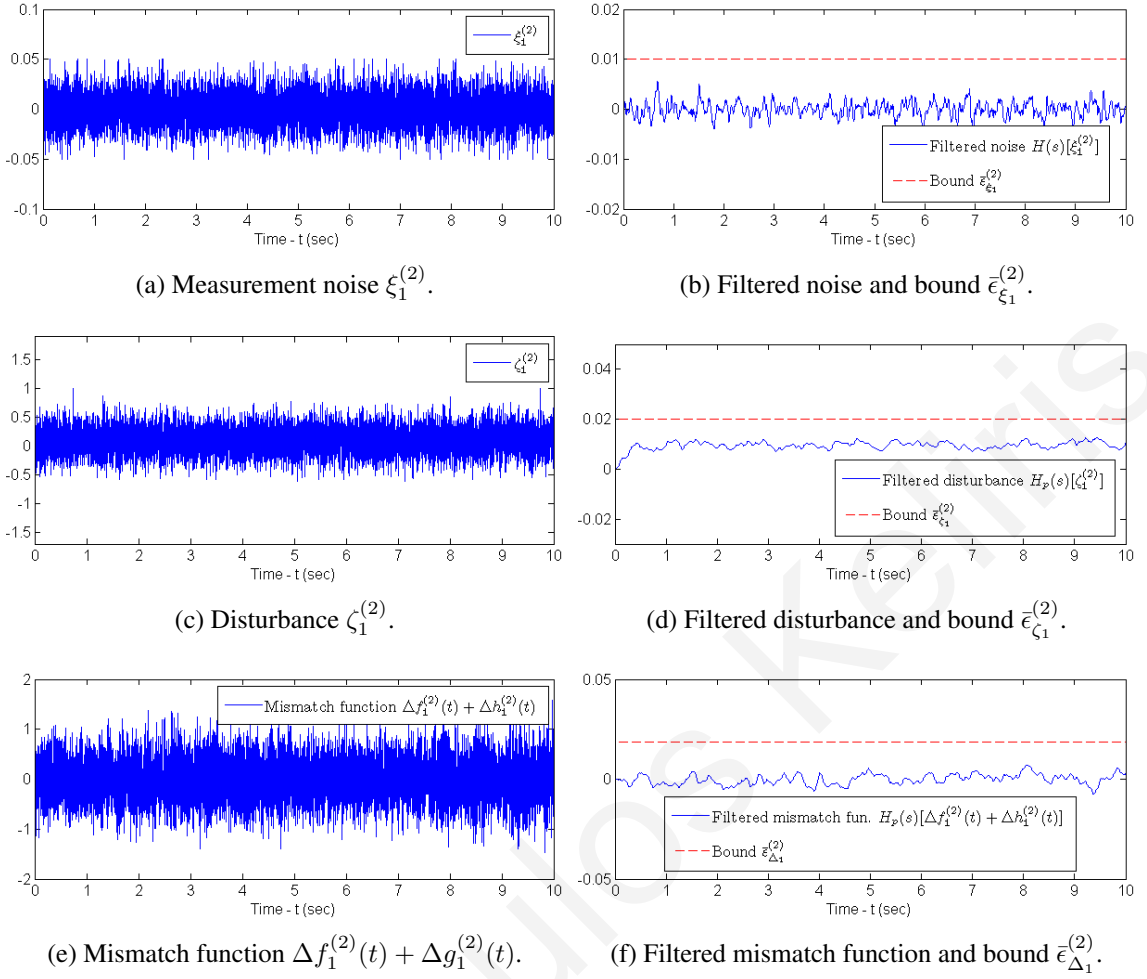 0.1
0.05
0
-0.05
-0.1
0 1 2 3 4 5 6 7 8 9 10
Time - t (sec)
ξ₁⁽²⁾
0.02
0.01
0
-0.01
-0.02
0 1 2 3 4 5 6 7 8 9 10
Time - t (sec)
Filtered noise H(s)[ξ₁⁽²⁾]
Bound ε̄_ξ₁⁽²⁾
(a) Measurement noise ξ₁⁽²⁾.
(b) Filtered noise and bound ε̄_ξ₁⁽²⁾.
1.5
1
0.5
0
-0.5
-1
-1.5
0 1 2 3 4 5 6 7 8 9 10
Time - t (sec)
ζ₁⁽²⁾
0.04
0.02
0
-0.02
0 1 2 3 4 5 6 7 8 9 10
Time - t (sec)
Filtered disturbance Hₚ(s)[ζ₁⁽²⁾]
Bound ε̄_ζ₁⁽²⁾
(c) Disturbance ζ₁⁽²⁾.
(d) Filtered disturbance and bound ε̄_ζ₁⁽²⁾.
2
1
0
-1
-2
0 1 2 3 4 5 6 7 8 9 10
Time - t (sec)
Mismatch function Δf₁⁽²⁾(t) + Δh₁⁽²⁾(t)
0.05
0
-0.05
0 1 2 3 4 5 6 7 8 9 10
Time - t (sec)
Filtered mismatch fun. Hₚ(s)[Δf₁⁽²⁾(t) + Δh₁⁽²⁾(t)]
Bound ε̄_Δ₁⁽²⁾
(e) Mismatch function Δf₁⁽²⁾(t) + Δg₁⁽²⁾(t).
(f) Filtered mismatch function and bound ε̄_Δ₁⁽²⁾.
ulos Keliris